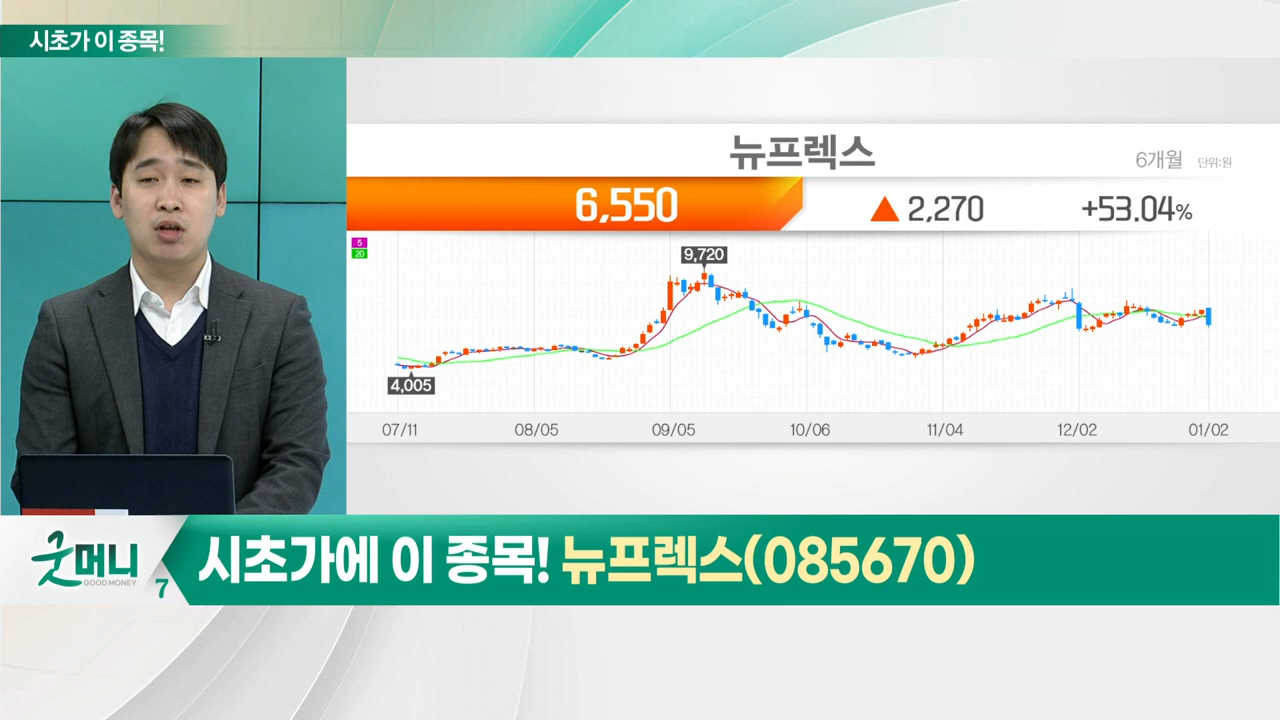 시초가 이 종목!
뉴프렉스
6개월 단위:원
6,550 ▲ 2,270 +53.04%
5
20
9,720
4,005
07/11 08/05 09/05 10/06 11/04 12/02 01/02
굿머니
GOOD MONEY
7
시초가에 이 종목! 뉴프렉스(085670)